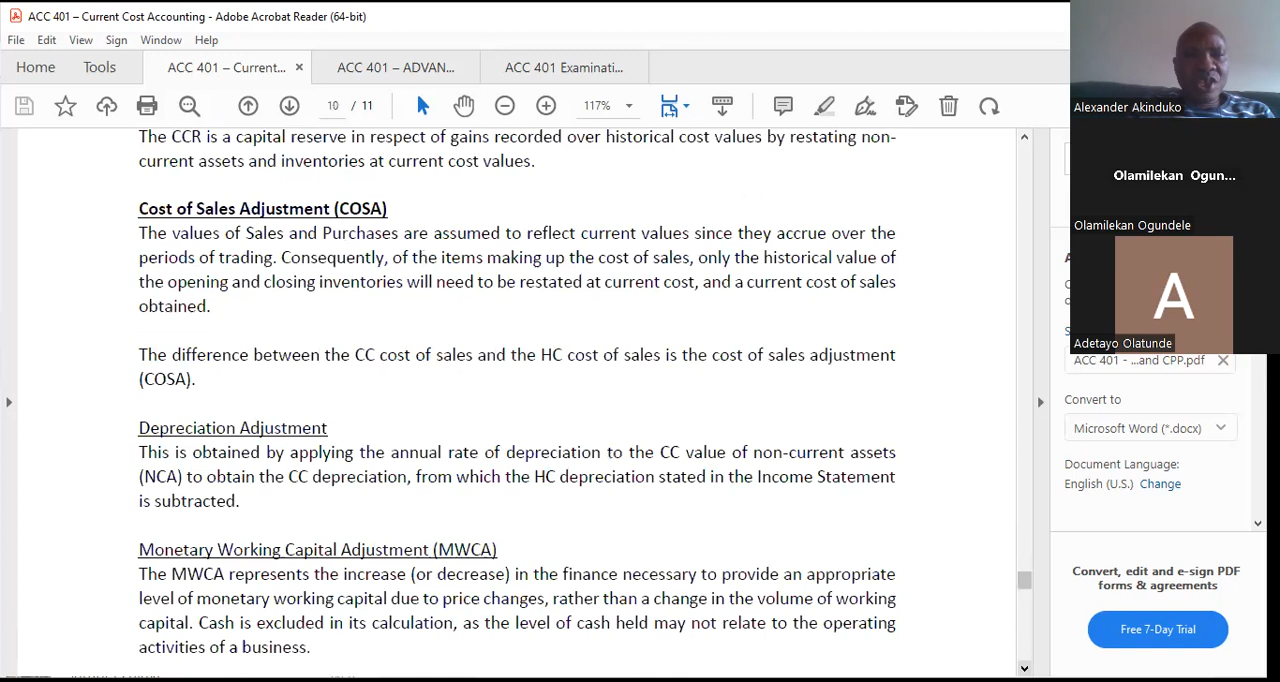 ACC 401 – Current Cost Accounting - Adobe Acrobat Reader (64-bit)
File Edit View Sign Window Help
Home Tools ACC 401 – Current... × ACC 401 – ADVAN... ACC 401 Examinati...
10 / 11 117%
The CCR is a capital reserve in respect of gains recorded over historical cost values by restating non-
current assets and inventories at current cost values.
Cost of Sales Adjustment (COSA)
The values of Sales and Purchases are assumed to reflect current values since they accrue over the
periods of trading. Consequently, of the items making up the cost of sales, only the historical value of
the opening and closing inventories will need to be restated at current cost, and a current cost of sales
obtained.
The difference between the CC cost of sales and the HC cost of sales is the cost of sales adjustment
(COSA).
Depreciation Adjustment
This is obtained by applying the annual rate of depreciation to the CC value of non-current assets
(NCA) to obtain the CC depreciation, from which the HC depreciation stated in the Income Statement
is subtracted.
Monetary Working Capital Adjustment (MWCA)
The MWCA represents the increase (or decrease) in the finance necessary to provide an appropriate
level of monetary working capital due to price changes, rather than a change in the volume of working
capital. Cash is excluded in its calculation, as the level of cash held may not relate to the operating
activities of a business.
Alexander Akinduko
Olamilekan Ogun...
Olamilekan Ogundele
A
Adetayo Olatunde
ACC 401 - ...and CPP.pdf
Convert to
Microsoft Word (*.docx)
Document Language:
English (U.S.) Change
Convert, edit and e-sign PDF
forms & agreements
Free 7-Day Trial